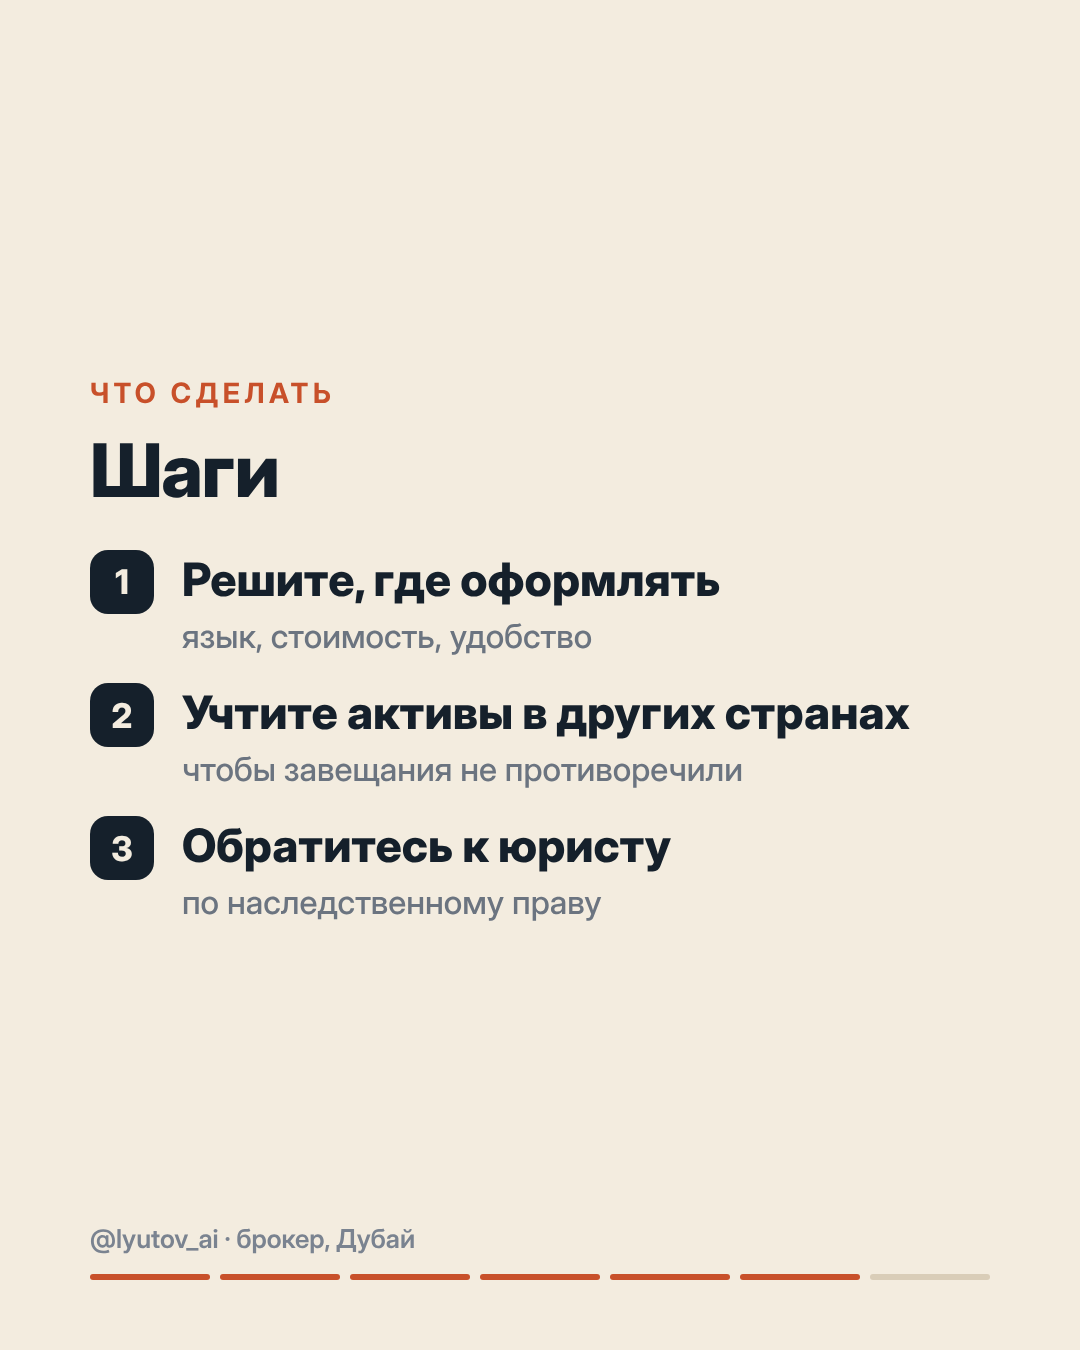 ЧТО СДЕЛАТЬ
Шаги
1 Решите, где оформлять
язык, стоимость, удобство
2 Учтите активы в других странах
чтобы завещания не противоречили
3 Обратитесь к юристу
по наследственному праву
@lyutov_ai · брокер, Дубай